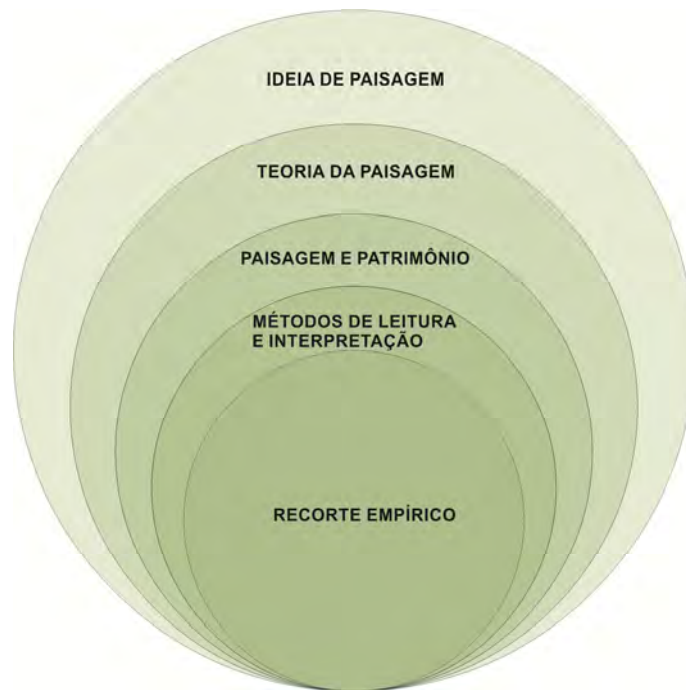 IDEIA DE PAISAGEM
TEORIA DA PAISAGEM
PAISAGEM E PATRIMÔNIO
MÉTODOS DE LEITURA
E INTERPRETAÇÃO
RECORTE EMPÍRICO